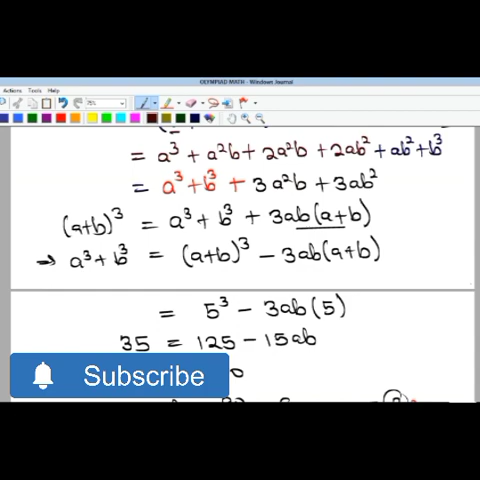 OLYMPIAD MATH - Windows Journal
Actions Tools Help
75%
= a³ + a²b + 2a²b + 2ab² + ab² + b³
= a³ + b³ + 3a²b + 3ab²
(a+b)³ = a³ + b³ + 3ab(a+b)
→ a³ + b³ = (a+b)³ - 3ab(a+b)
= 5³ - 3ab(5)
35 = 125 - 15ab
Subscribe